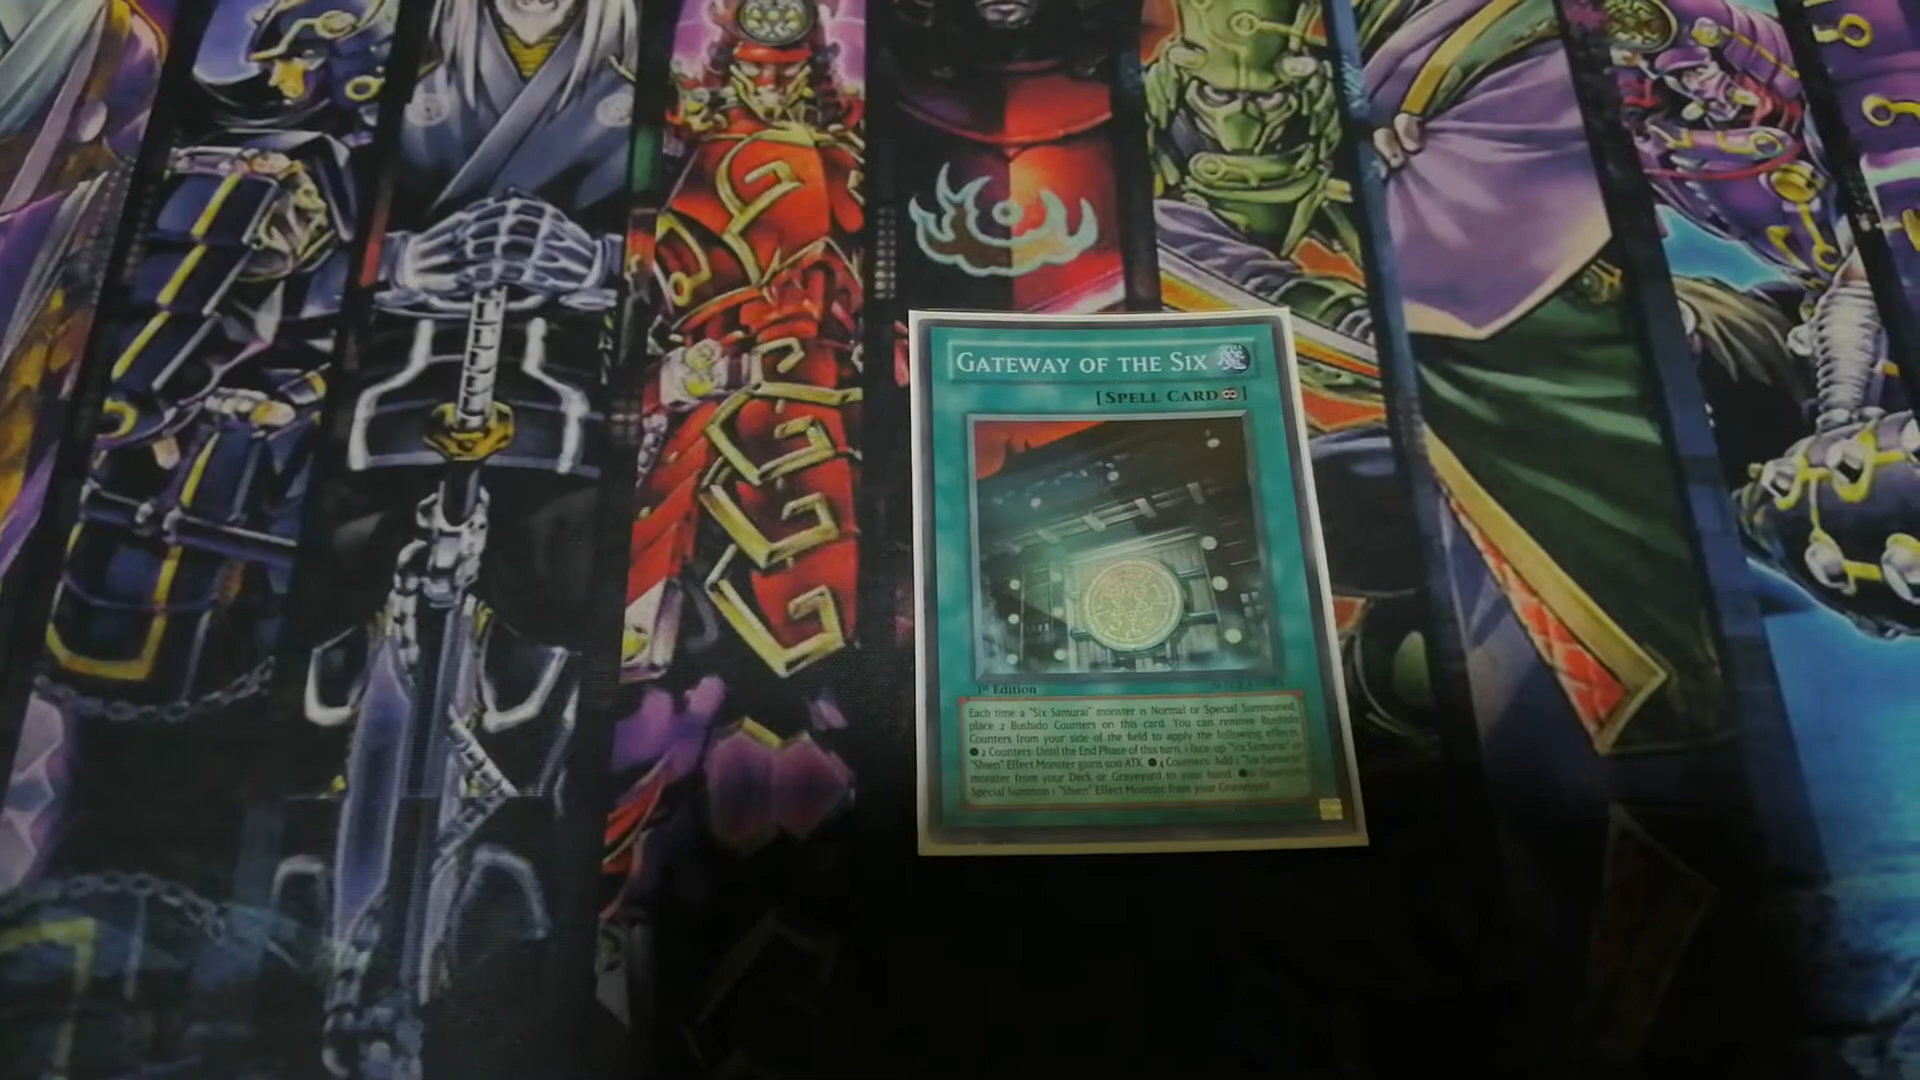 GATEWAY OF THE SIX
[SPELL CARD]
1st Edition
Each time a "Six Samurai" monster is Normal or Special Summoned,
place 2 Bushido Counters on this card. You can remove Bushido
Counters from your side of the field to apply the following effects.
● 2 Counters: Until the End Phase of this turn, 1 face-up "Six Samurai" or
"Shien" Effect Monster gains 500 ATK. ● 4 Counters: Add 1 "Six Samurai"
monster from your Deck or Graveyard to your hand. ● 6 Counters:
Special Summon 1 "Shien" Effect Monster from your Graveyard.